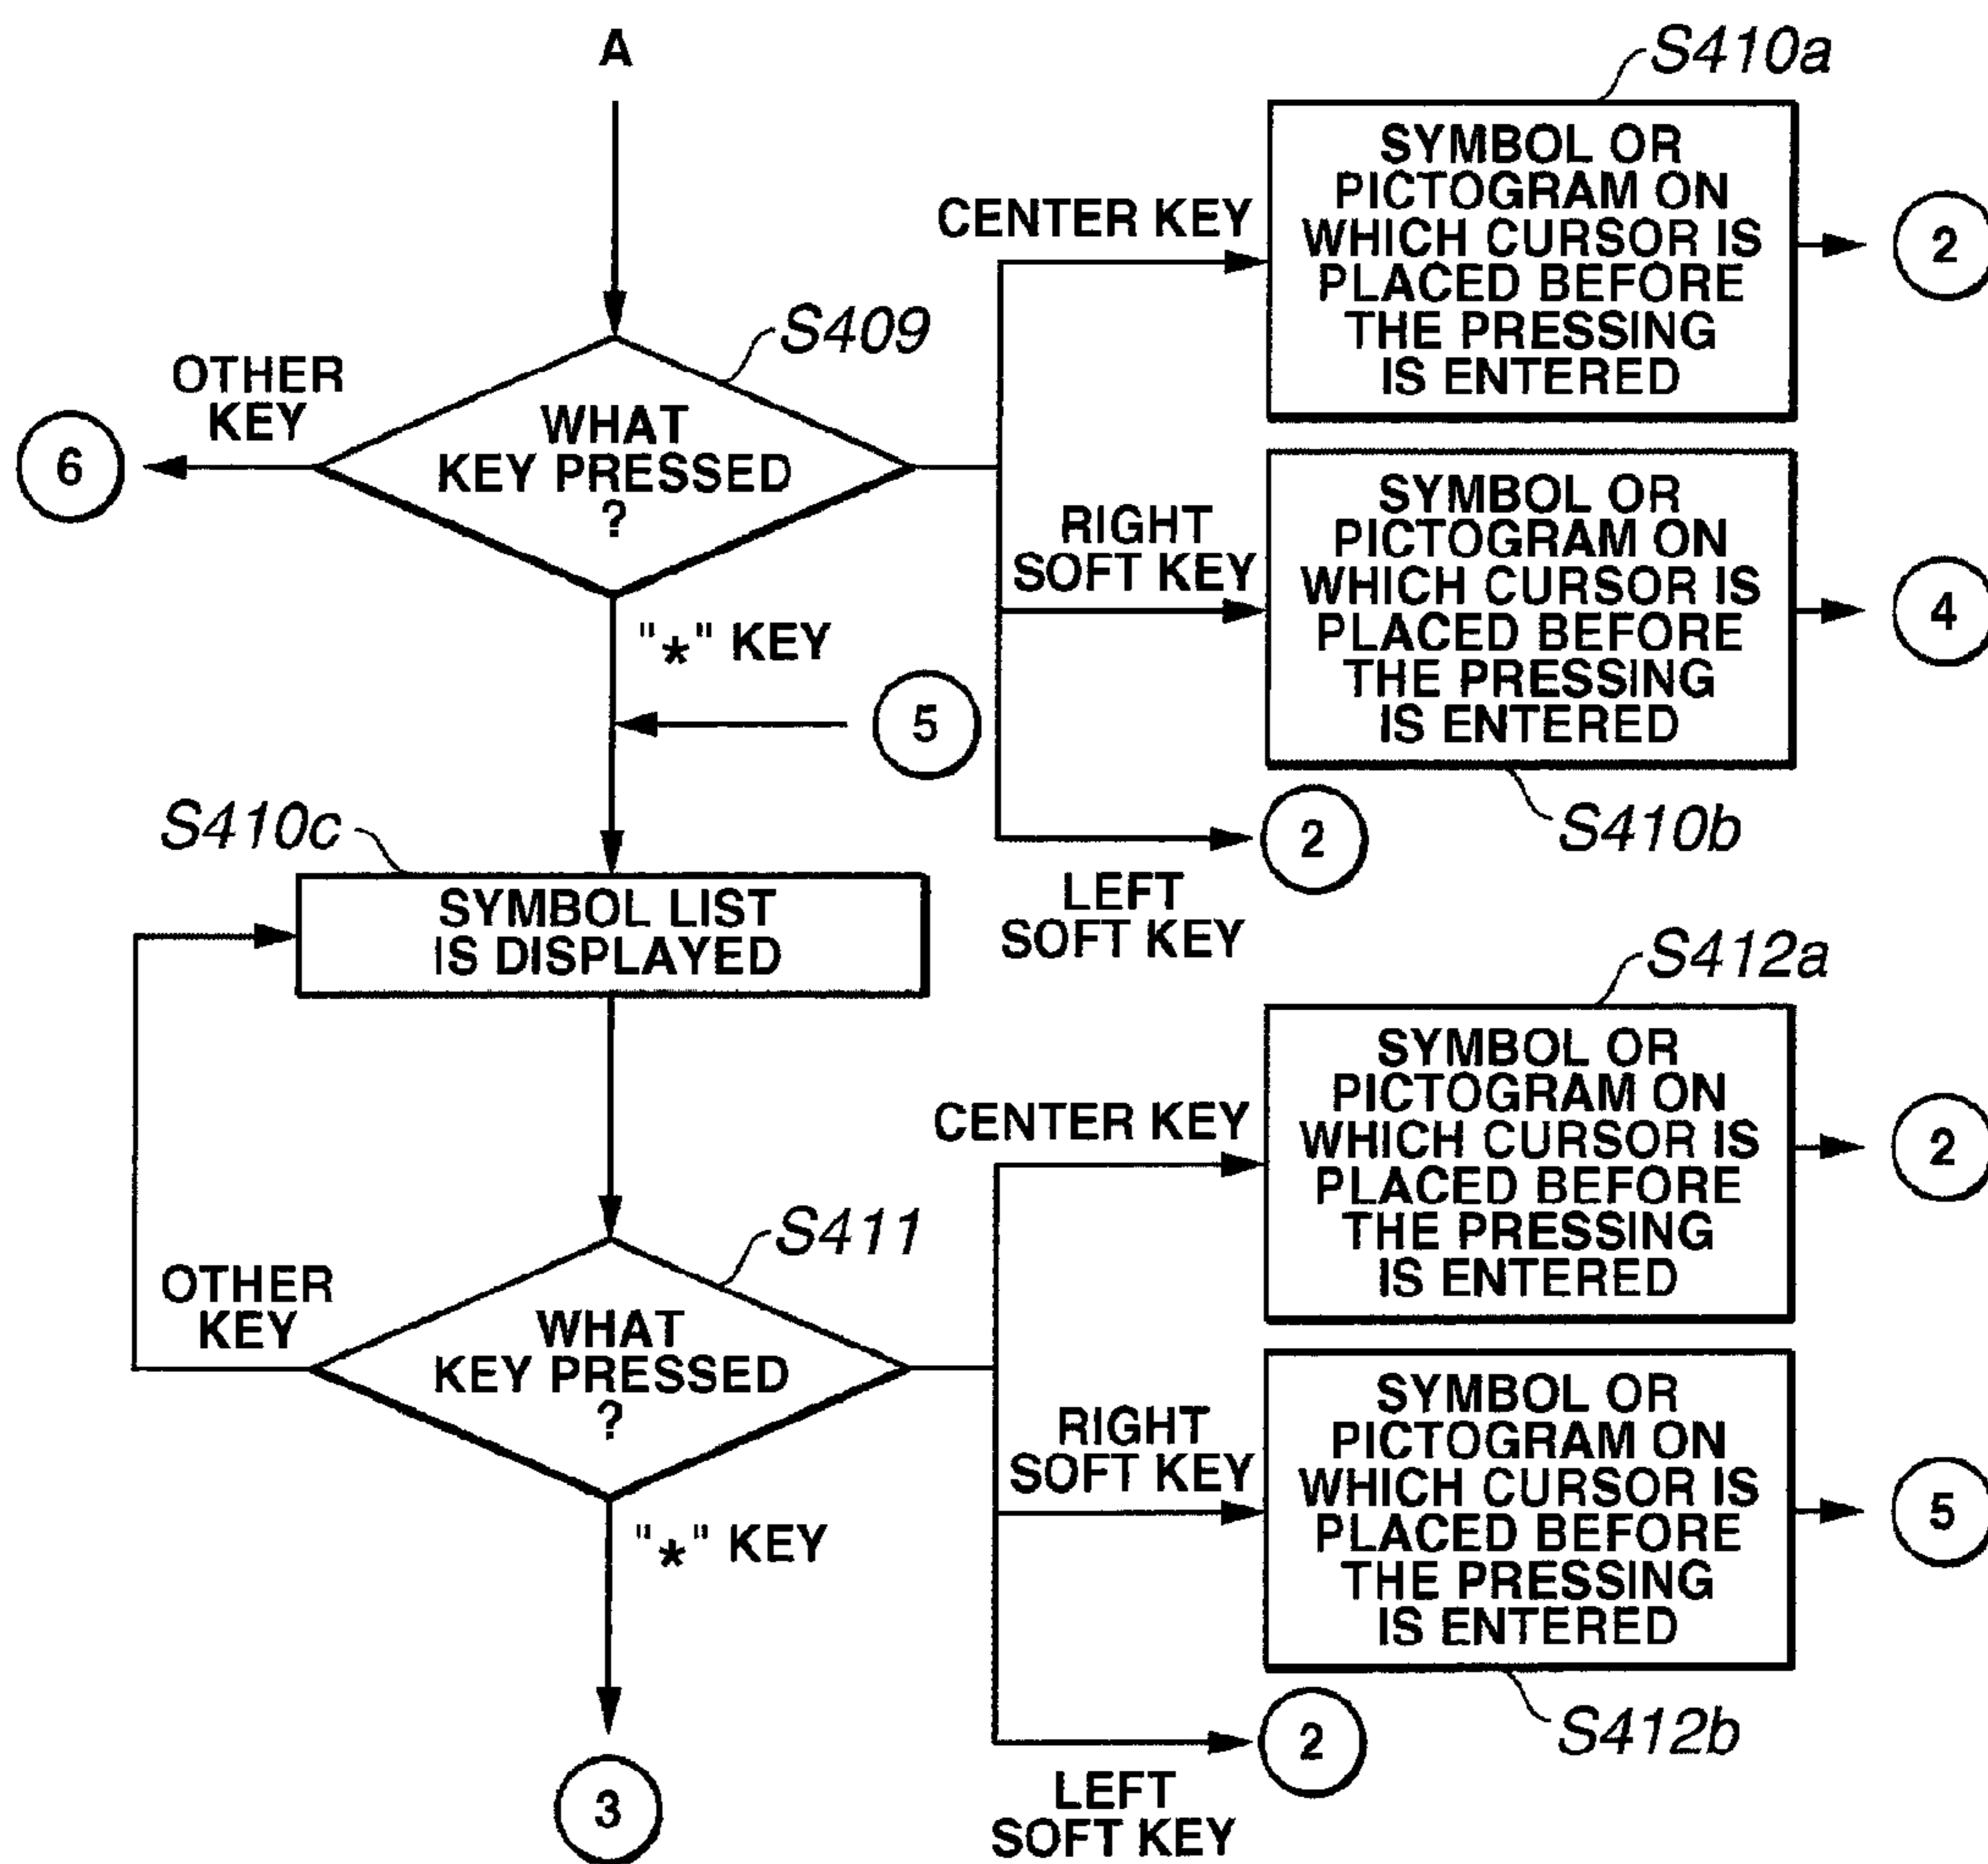 A
S410a
SYMBOL OR
PICTOGRAM ON
WHICH CURSOR IS
PLACED BEFORE
THE PRESSING
IS ENTERED
2
CENTER KEY
S409
OTHER
KEY
6
WHAT
KEY PRESSED
?
RIGHT
SOFT KEY
SYMBOL OR
PICTOGRAM ON
WHICH CURSOR IS
PLACED BEFORE
THE PRESSING
IS ENTERED
4
S410b
"*" KEY
5
2
LEFT
SOFT KEY
S410c
SYMBOL LIST
IS DISPLAYED
S412a
SYMBOL OR
PICTOGRAM ON
WHICH CURSOR IS
PLACED BEFORE
THE PRESSING
IS ENTERED
2
CENTER KEY
S411
OTHER
KEY
WHAT
KEY PRESSED
?
RIGHT
SOFT KEY
SYMBOL OR
PICTOGRAM ON
WHICH CURSOR IS
PLACED BEFORE
THE PRESSING
IS ENTERED
5
S412b
"*" KEY
2
LEFT
SOFT KEY
3